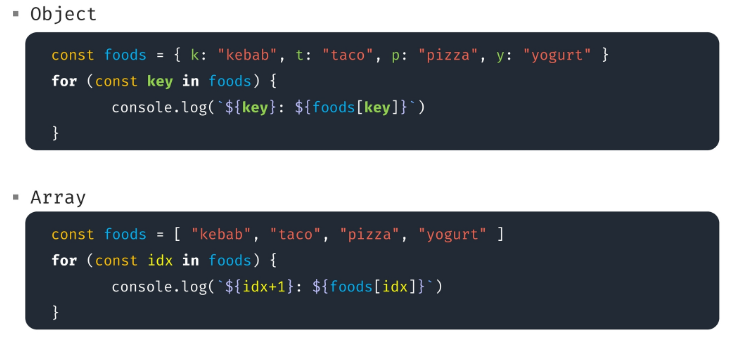 ▪ Object
const foods = { k: "kebab", t: "taco", p: "pizza", y: "yogurt" }
for (const key in foods) {
console.log(`${key}: ${foods[key]}`)
}
▪ Array
const foods = [ "kebab", "taco", "pizza", "yogurt" ]
for (const idx in foods) {
console.log(`${idx+1}: ${foods[idx]}`)
}